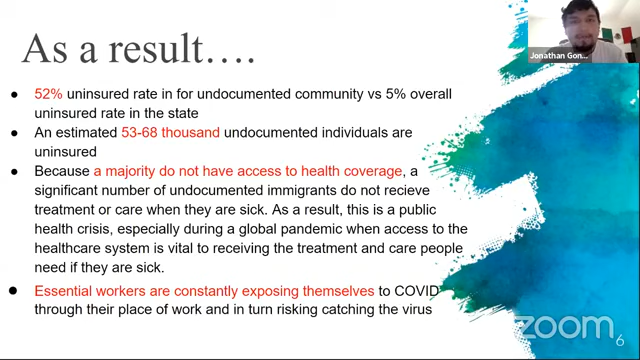 As a result….
Jonathan Gon...
● 52% uninsured rate in for undocumented community vs 5% overall
uninsured rate in the state
● An estimated 53-68 thousand undocumented individuals are
uninsured
● Because a majority do not have access to health coverage, a
significant number of undocumented immigrants do not recieve
treatment or care when they are sick. As a result, this is a public
health crisis, especially during a global pandemic when access to the
healthcare system is vital to receiving the treatment and care people
need if they are sick.
● Essential workers are constantly exposing themselves to COVID
through their place of work and in turn risking catching the virus
zoom
6